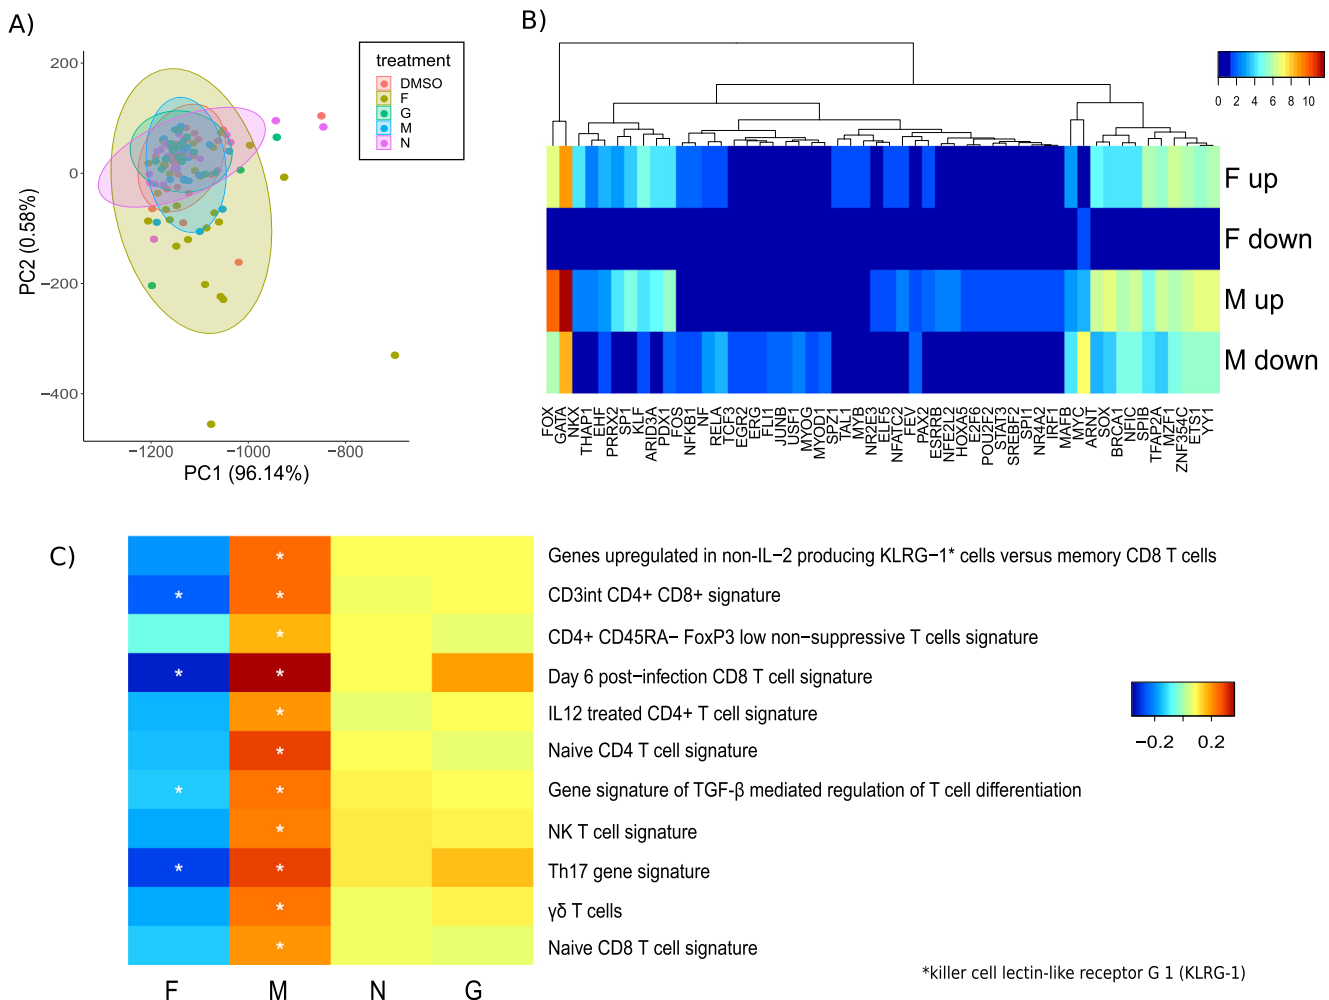 A)
treatment
DMSO
F
G
M
N
200
0
−200
−400
PC2 (0.58%)
−1200
−1000
−800
PC1 (96.14%)
B)
0 2 4 6 8 10
F up
F down
M up
M down
FOX
GATA
NKX
THAP1
EHF
PRRX2
SP1
KLF
ARID3A
PDX1
FOS
NFKB1
NF
RELA
TCF3
EGR2
ERG
FLI1
JUNB
USF1
MYOG
MYOD1
SPZ1
TAL1
MYB
NR2E3
ELF5
NFATC2
FEV
PAX2
ESRRB
NFE2L2
HOXA5
E2F6
POU2F2
STAT3
SREBF2
SPI1
NR4A2
IRF1
MAFB
MYC
ARNT
SOX
BRCA1
NFIC
SPIB
TFAP2A
MZF1
ZNF354C
ETS1
YY1
C)
* Genes upregulated in non−IL−2 producing KLRG−1* cells versus memory CD8 T cells
* * CD3int CD4+ CD8+ signature
* CD4+ CD45RA− FoxP3 low non−suppressive T cells signature
* * Day 6 post−infection CD8 T cell signature
* IL12 treated CD4+ T cell signature
* Naive CD4 T cell signature
* * Gene signature of TGF-β mediated regulation of T cell differentiation
* NK T cell signature
* * Th17 gene signature
* γδ T cells
* Naive CD8 T cell signature
F M N G
−0.2 0.2
*killer cell lectin-like receptor G 1 (KLRG-1)